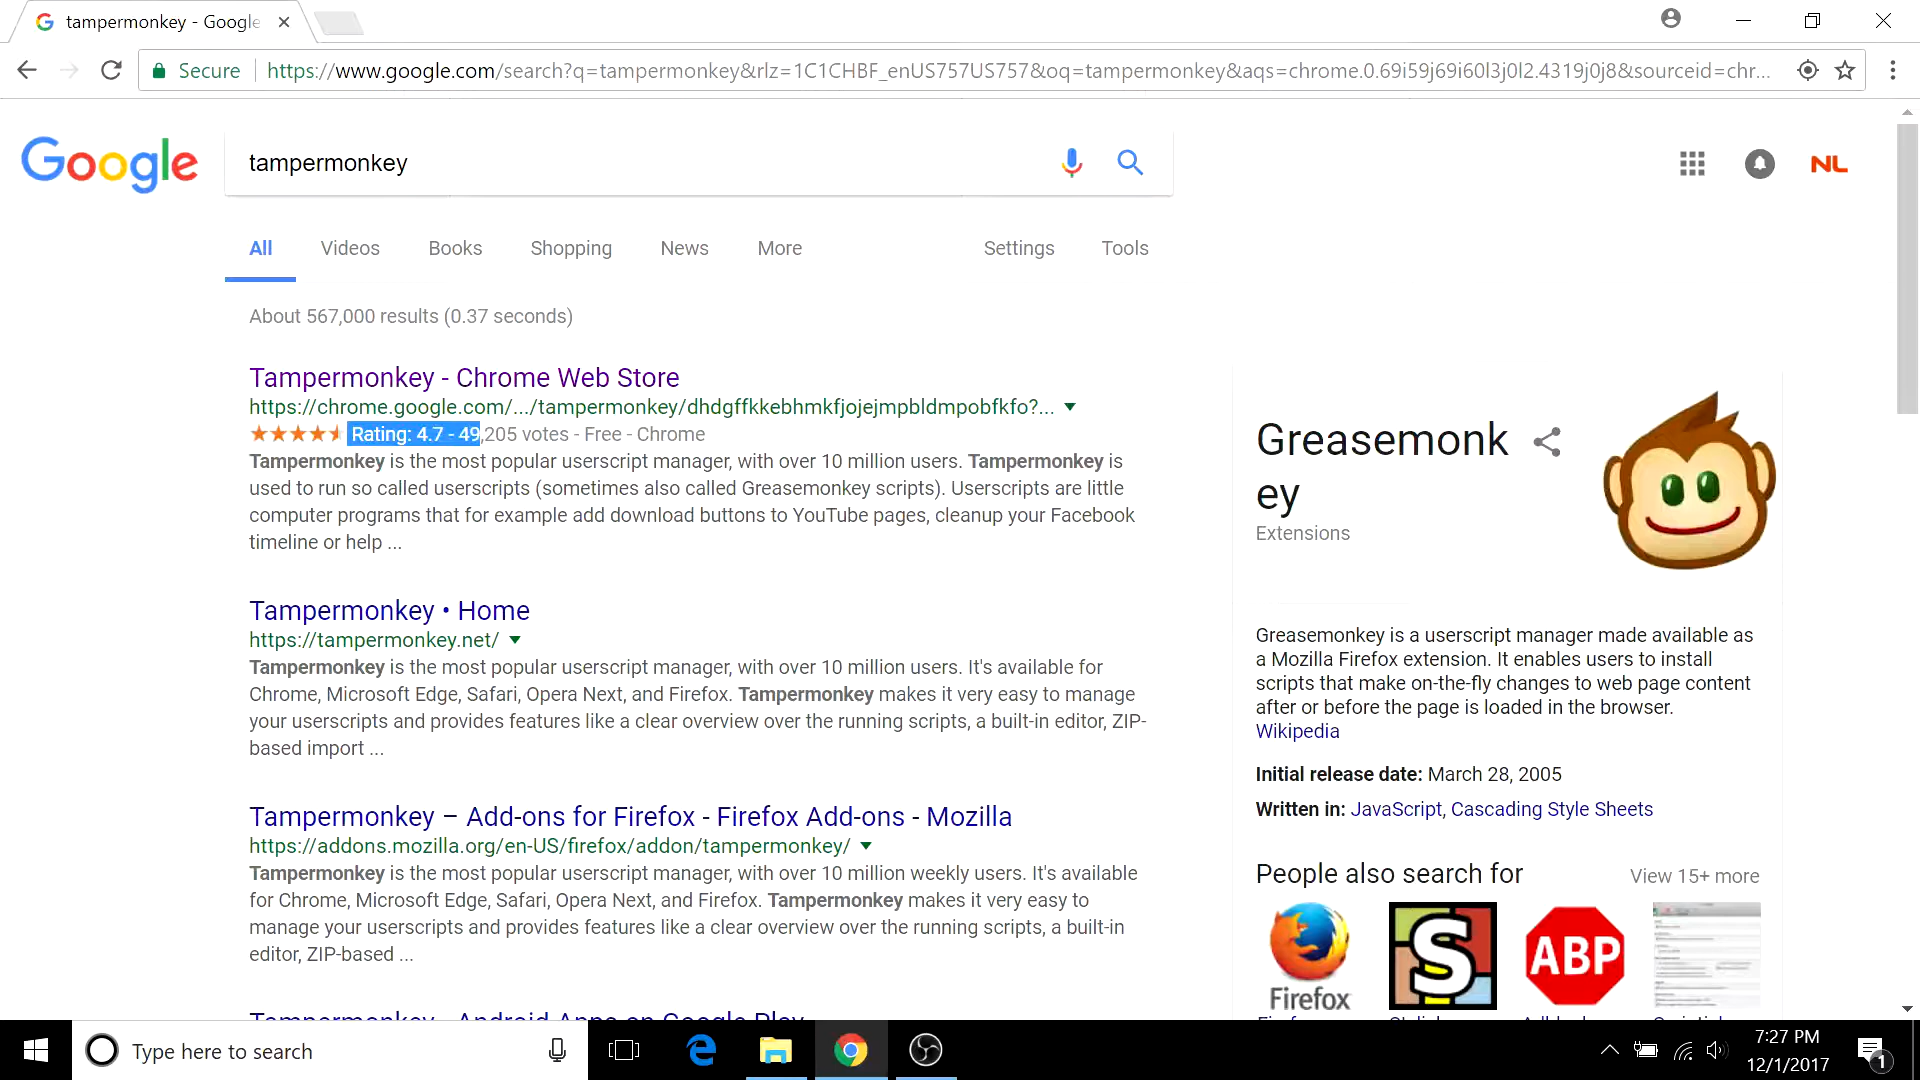 tampermonkey - Google
Secure https://www.google.com/search?q=tampermonkey&rlz=1C1CHBF_enUS757US757&oq=tampermonkey&aqs=chrome.0.69i59j69i60l3j0l2.4319j0j8&sourceid=chr...
Google
tampermonkey
NL
All Videos Books Shopping News More Settings Tools
About 567,000 results (0.37 seconds)
Tampermonkey - Chrome Web Store
https://chrome.google.com/.../tampermonkey/dhdgffkkebhmkfjojejmpbldmpobfkfo?...
Rating: 4.7 - 49,205 votes - Free - Chrome
Tampermonkey is the most popular userscript manager, with over 10 million users. Tampermonkey is
used to run so called userscripts (sometimes also called Greasemonkey scripts). Userscripts are little
computer programs that for example add download buttons to YouTube pages, cleanup your Facebook
timeline or help ...
Tampermonkey • Home
https://tampermonkey.net/
Tampermonkey is the most popular userscript manager, with over 10 million users. It's available for
Chrome, Microsoft Edge, Safari, Opera Next, and Firefox. Tampermonkey makes it very easy to manage
your userscripts and provides features like a clear overview over the running scripts, a built-in editor, ZIP-
based import ...
Tampermonkey – Add-ons for Firefox - Firefox Add-ons - Mozilla
https://addons.mozilla.org/en-US/firefox/addon/tampermonkey/
Tampermonkey is the most popular userscript manager, with over 10 million weekly users. It's available
for Chrome, Microsoft Edge, Safari, Opera Next, and Firefox. Tampermonkey makes it very easy to
manage your userscripts and provides features like a clear overview over the running scripts, a built-in
editor, ZIP-based ...
Tampermonkey - Android Apps on Google Play
Greasemonk
ey
Extensions
Greasemonkey is a userscript manager made available as
a Mozilla Firefox extension. It enables users to install
scripts that make on-the-fly changes to web page content
after or before the page is loaded in the browser.
Wikipedia
Initial release date: March 28, 2005
Written in: JavaScript, Cascading Style Sheets
People also search for View 15+ more
Firefox
S
ABP
Type here to search
7:27 PM
12/1/2017
1